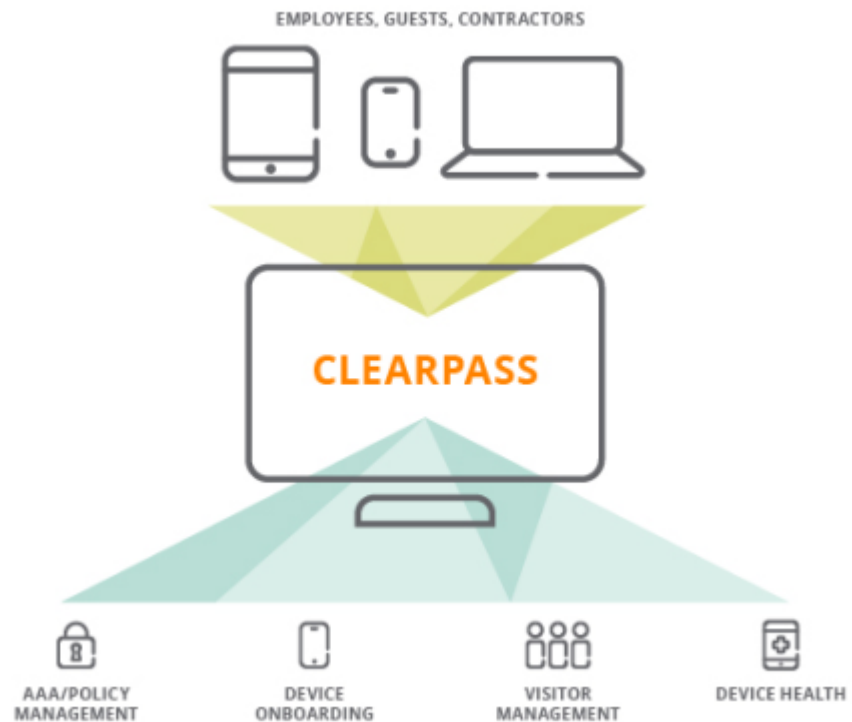 EMPLOYEES, GUESTS, CONTRACTORS
CLEARPASS
AAA/POLICY
MANAGEMENT
DEVICE
ONBOARDING
VISITOR
MANAGEMENT
DEVICE HEALTH